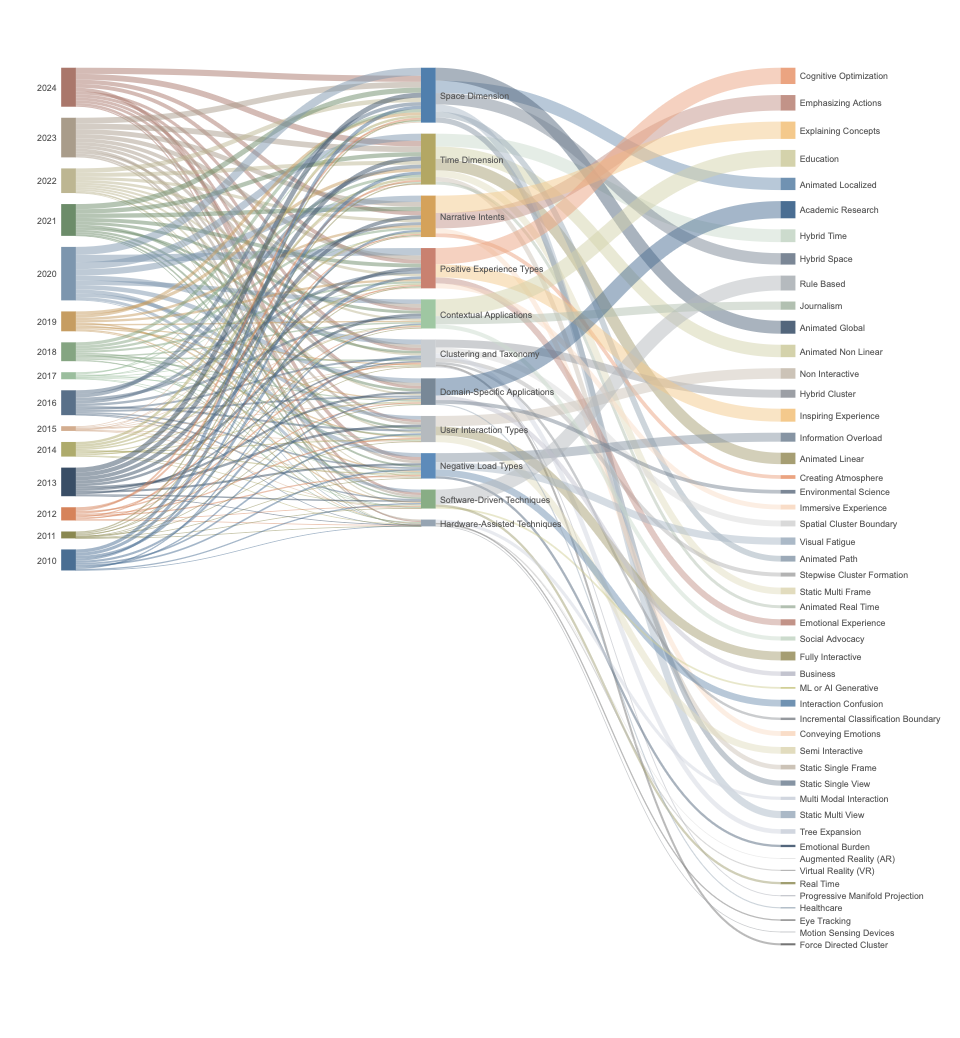 2024
2023
2022
2021
2020
2019
2018
2017
2016
2015
2014
2013
2012
2011
2010
Space Dimension
Time Dimension
Narrative Intents
Positive Experience Types
Contextual Applications
Clustering and Taxonomy
Domain-Specific Applications
User Interaction Types
Negative Load Types
Software-Driven Techniques
Hardware-Assisted Techniques
Cognitive Optimization
Emphasizing Actions
Explaining Concepts
Education
Animated Localized
Academic Research
Hybrid Time
Hybrid Space
Rule Based
Journalism
Animated Global
Animated Non Linear
Non Interactive
Hybrid Cluster
Inspiring Experience
Information Overload
Animated Linear
Creating Atmosphere
Environmental Science
Immersive Experience
Spatial Cluster Boundary
Visual Fatigue
Animated Path
Stepwise Cluster Formation
Static Multi Frame
Animated Real Time
Emotional Experience
Social Advocacy
Fully Interactive
Business
ML or AI Generative
Interaction Confusion
Incremental Classification Boundary
Conveying Emotions
Semi Interactive
Static Single Frame
Static Single View
Multi Modal Interaction
Static Multi View
Tree Expansion
Emotional Burden
Augmented Reality (AR)
Virtual Reality (VR)
Real Time
Progressive Manifold Projection
Healthcare
Eye Tracking
Motion Sensing Devices
Force Directed Cluster